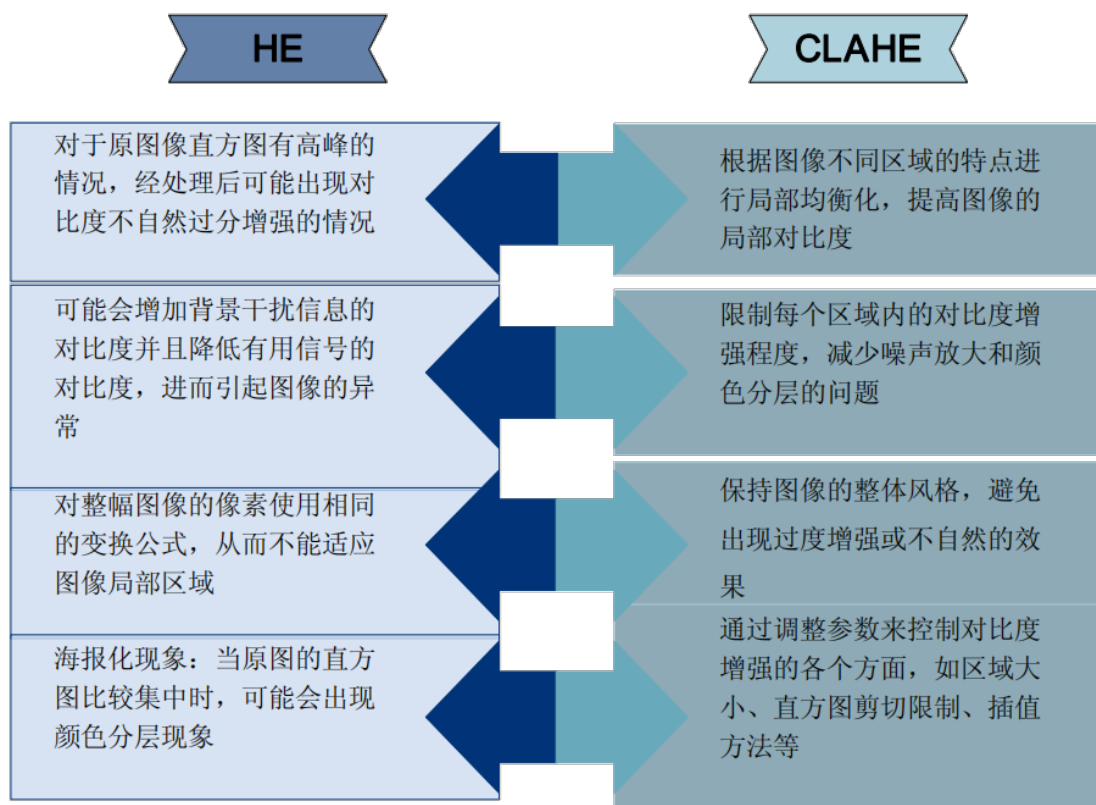 HE
CLAHE
对于原图像直方图有高峰的
情况，经处理后可能出现对
比度不自然过分增强的情况
根据图像不同区域的特点进
行局部均衡化，提高图像的
局部对比度
可能会增加背景干扰信息的
对比度并且降低有用信号的
对比度，进而引起图像的异
常
限制每个区域内的对比度增
强程度，减少噪声放大和颜
色分层的问题
对整幅图像的像素使用相同
的变换公式，从而不能适应
图像局部区域
保持图像的整体风格，避免
出现过度增强或不自然的效
果
海报化现象：当原图的直方
图比较集中时，可能会出现
颜色分层现象
通过调整参数来控制对比度
增强的各个方面，如区域大
小、直方图剪切限制、插值
方法等